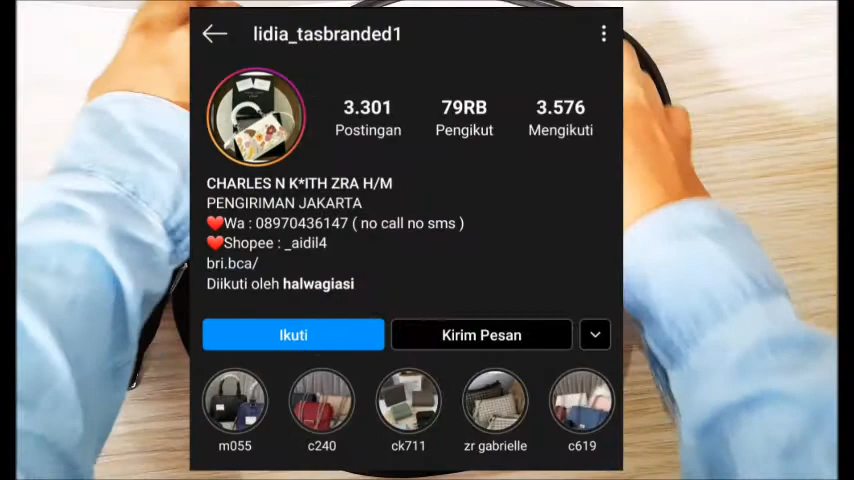 lidia_tasbranded1
3.301 79RB 3.576
Postingan Pengikut Mengikuti
CHARLES N K*ITH ZRA H/M
PENGIRIMAN JAKARTA
❤️Wa : 08970436147 ( no call no sms )
❤️Shopee : _aidil4
bri.bca/
Diikuti oleh halwagiasi
Ikuti Kirim Pesan
m055 c240 ck711 zr gabrielle c619